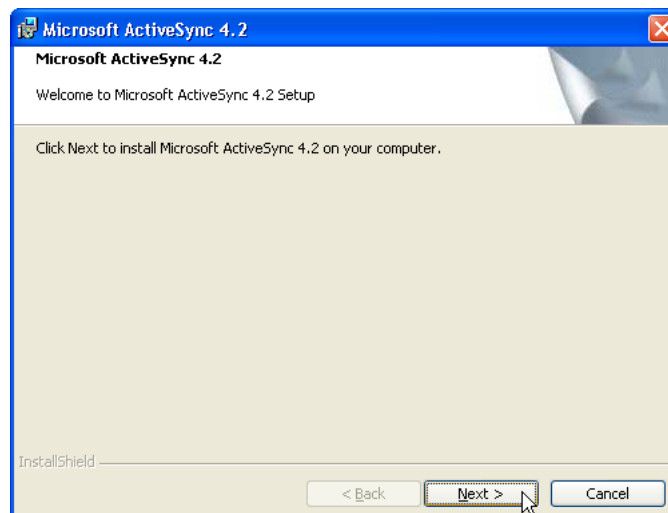 Microsoft ActiveSync 4.2
Microsoft ActiveSync 4.2
Welcome to Microsoft ActiveSync 4.2 Setup
Click Next to install Microsoft ActiveSync 4.2 on your computer.
InstallShield
< Back Next > Cancel